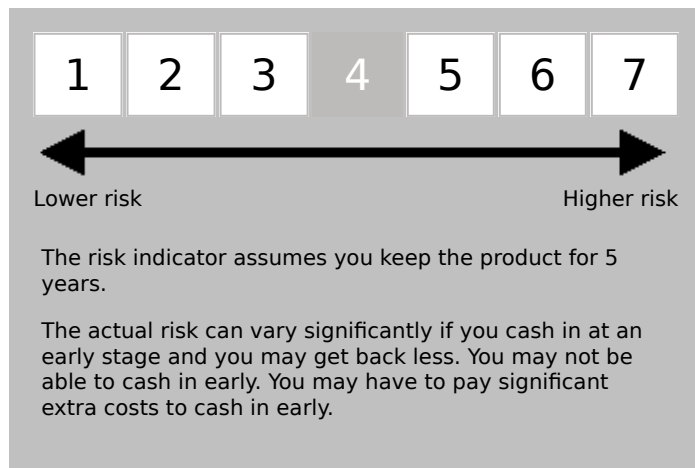 1 2 3 4 5 6 7
Lower risk Higher risk
The risk indicator assumes you keep the product for 5
years.
The actual risk can vary significantly if you cash in at an
early stage and you may get back less. You may not be
able to cash in early. You may have to pay significant
extra costs to cash in early.